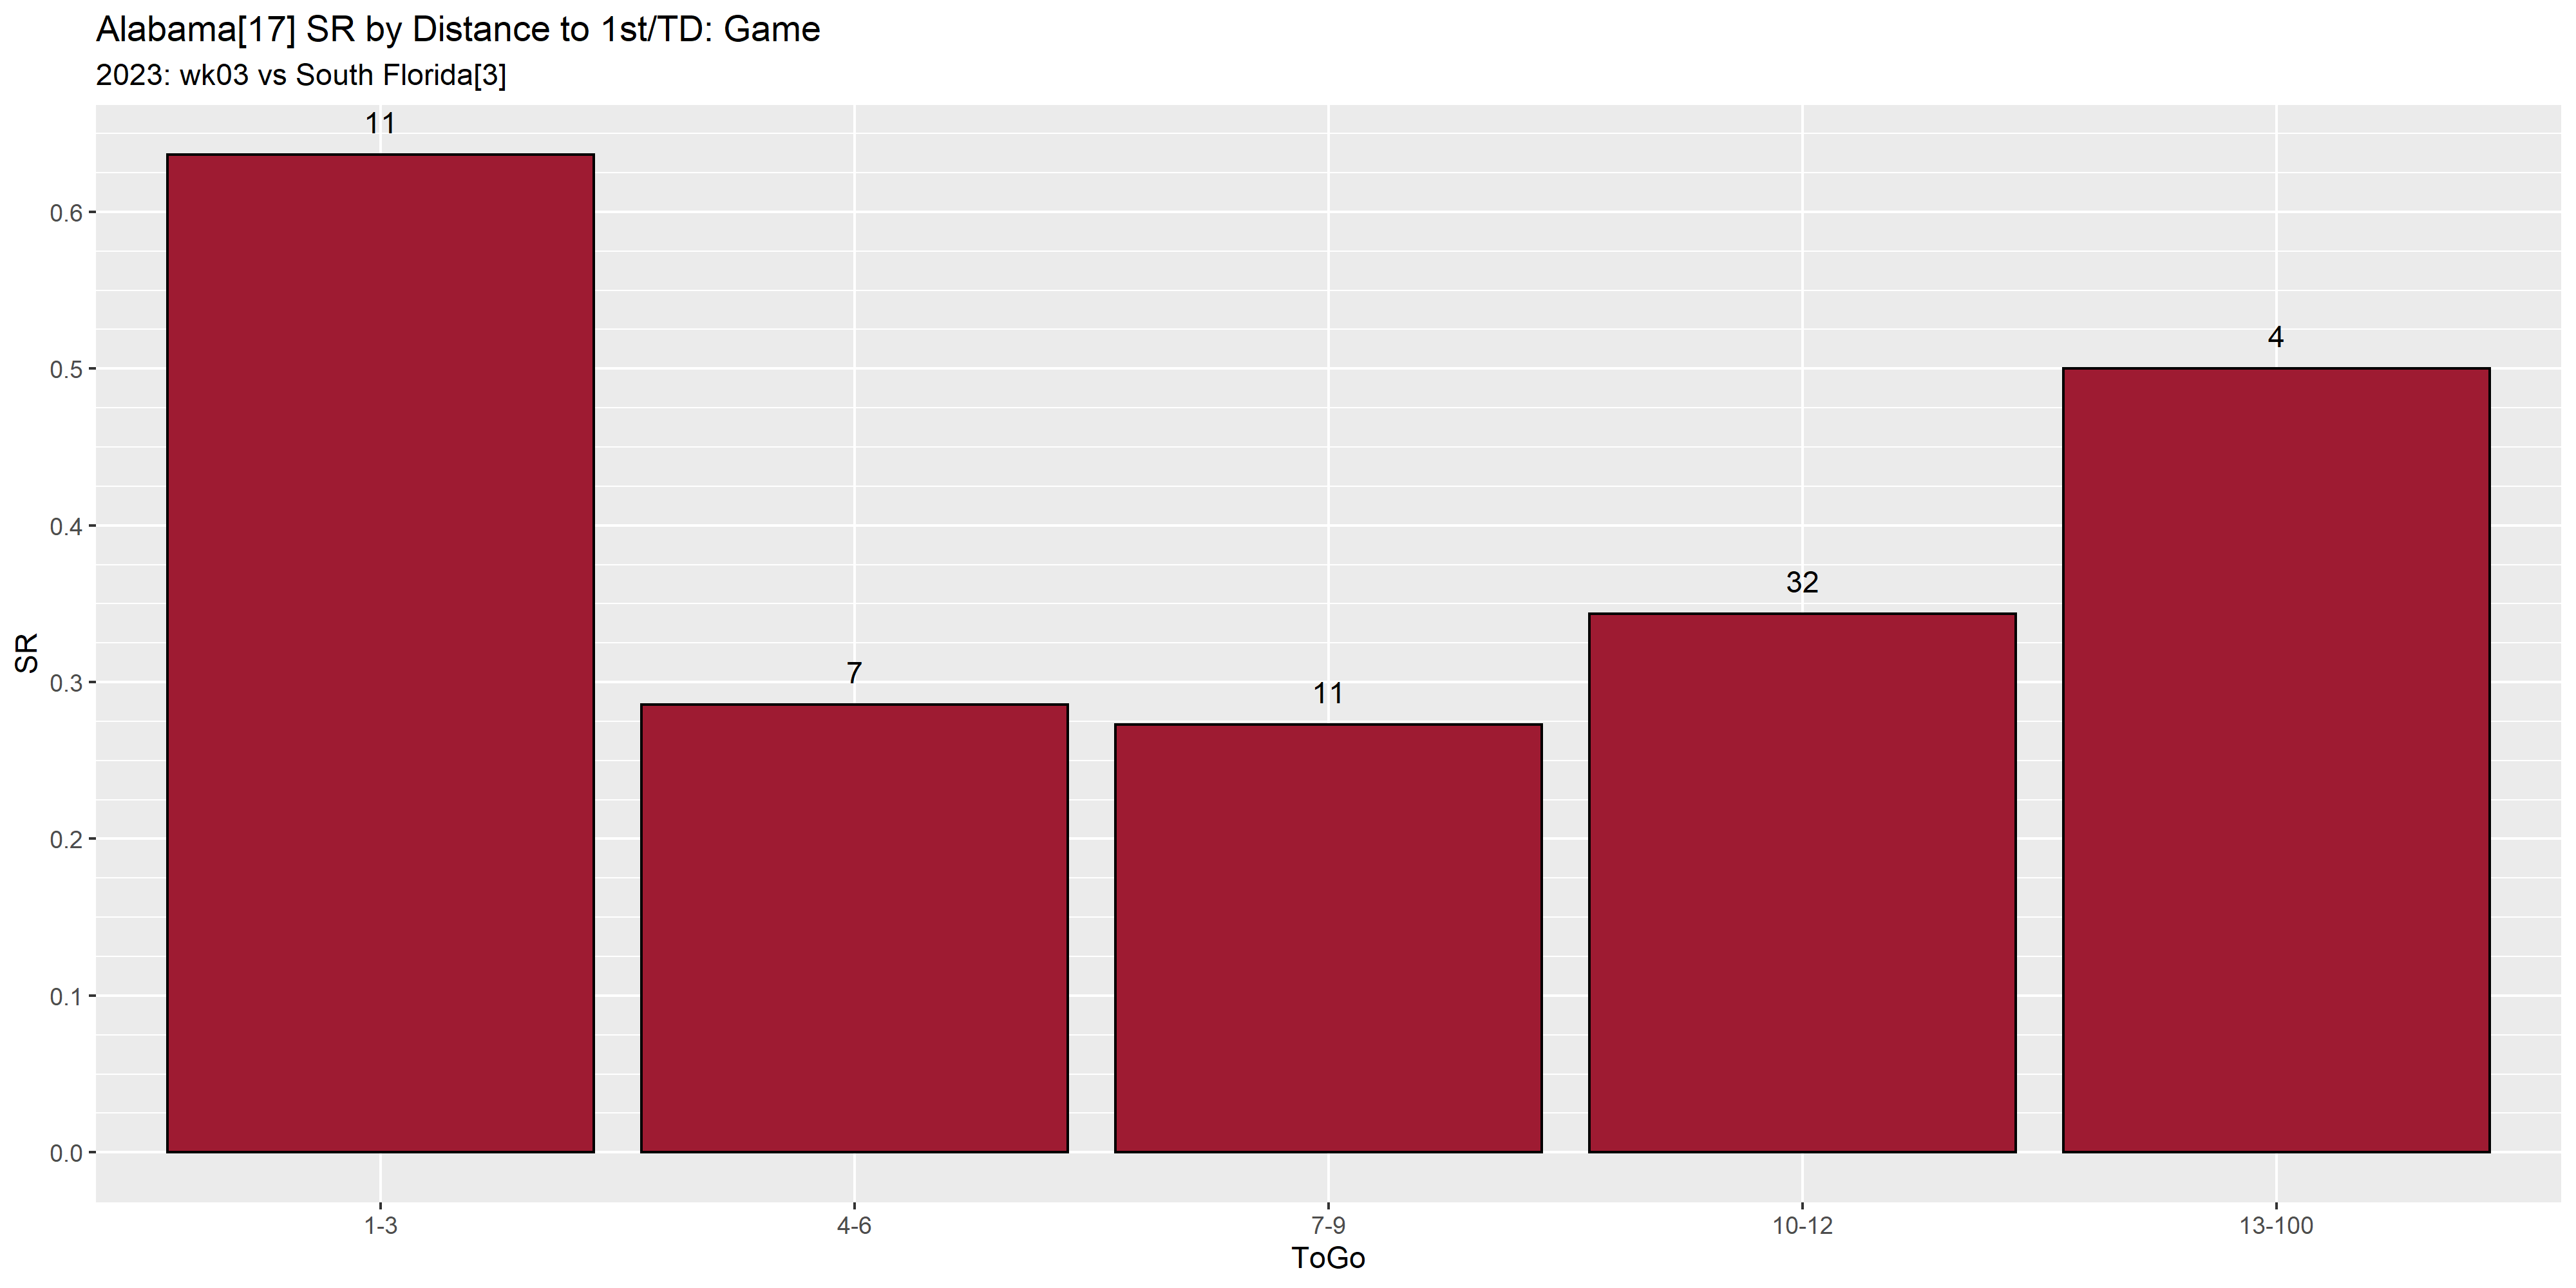 Alabama[17] SR by Distance to 1st/TD: Game
2023: wk03 vs South Florida[3]
11
4
32
7
11
0.6
0.5
0.4
0.3
0.2
0.1
0.0
SR
1-3 4-6 7-9 10-12 13-100
ToGo